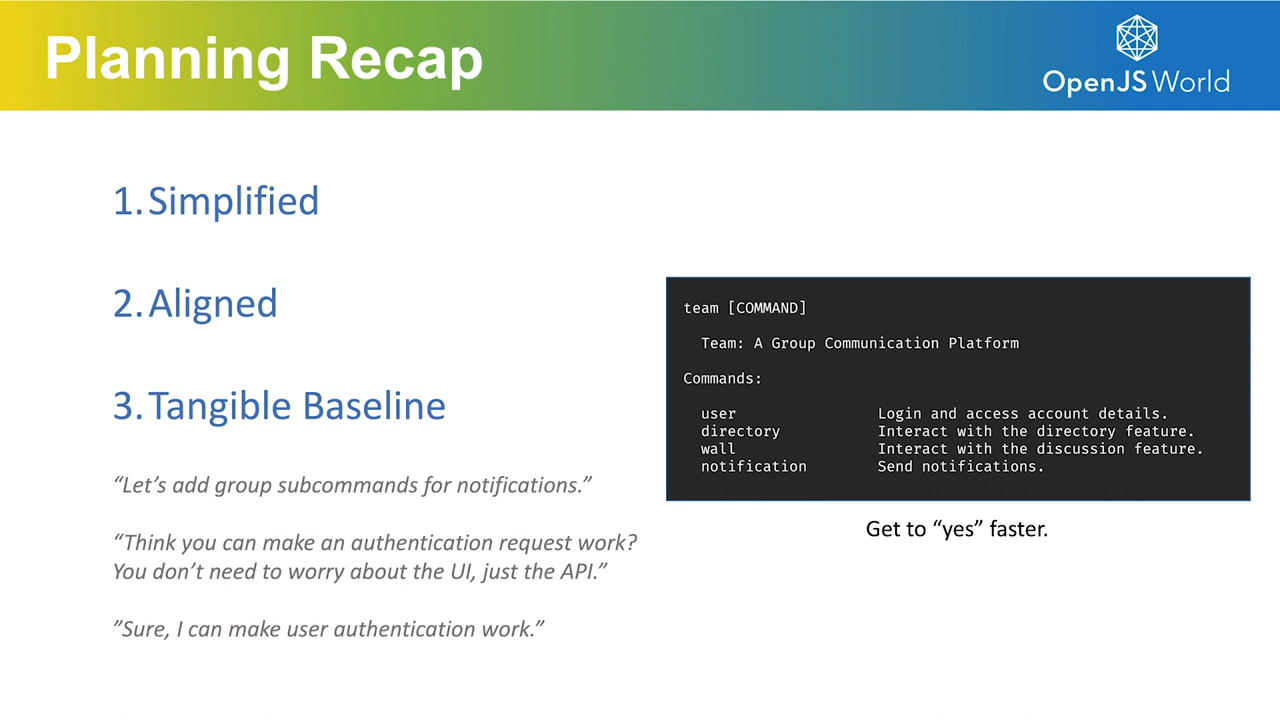 Planning Recap
OpenJS World
1. Simplified
2. Aligned
3. Tangible Baseline
“Let’s add group subcommands for notifications.”
“Think you can make an authentication request work?
You don’t need to worry about the UI, just the API.”
”Sure, I can make user authentication work.”
team [COMMAND]
Team: A Group Communication Platform
Commands:
user Login and access account details.
directory Interact with the directory feature.
wall Interact with the discussion feature.
notification Send notifications.
Get to “yes” faster.